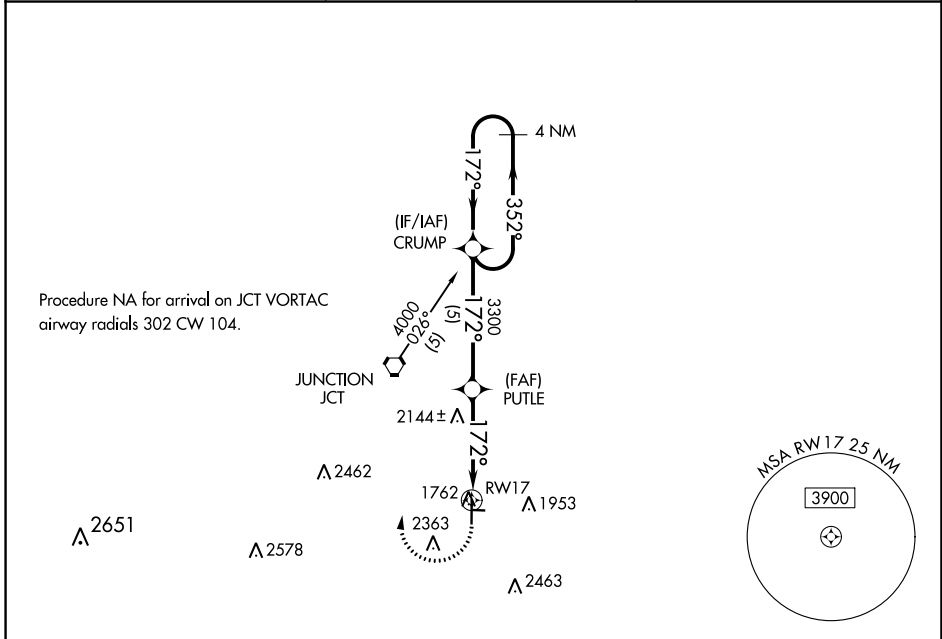 4 NM
172°
352°
(IF/IAF)
CRUMP
Procedure NA for arrival on JCT VORTAC
airway radials 302 CW 104.
4000
026°
(5)
3300
172°
(5)
JUNCTION
JCT
(FAF)
PUTLE
2144 ±
172°
2462
1762
RW17
1953
2651
2363
2578
2463
MSA RW17 25 NM
3900